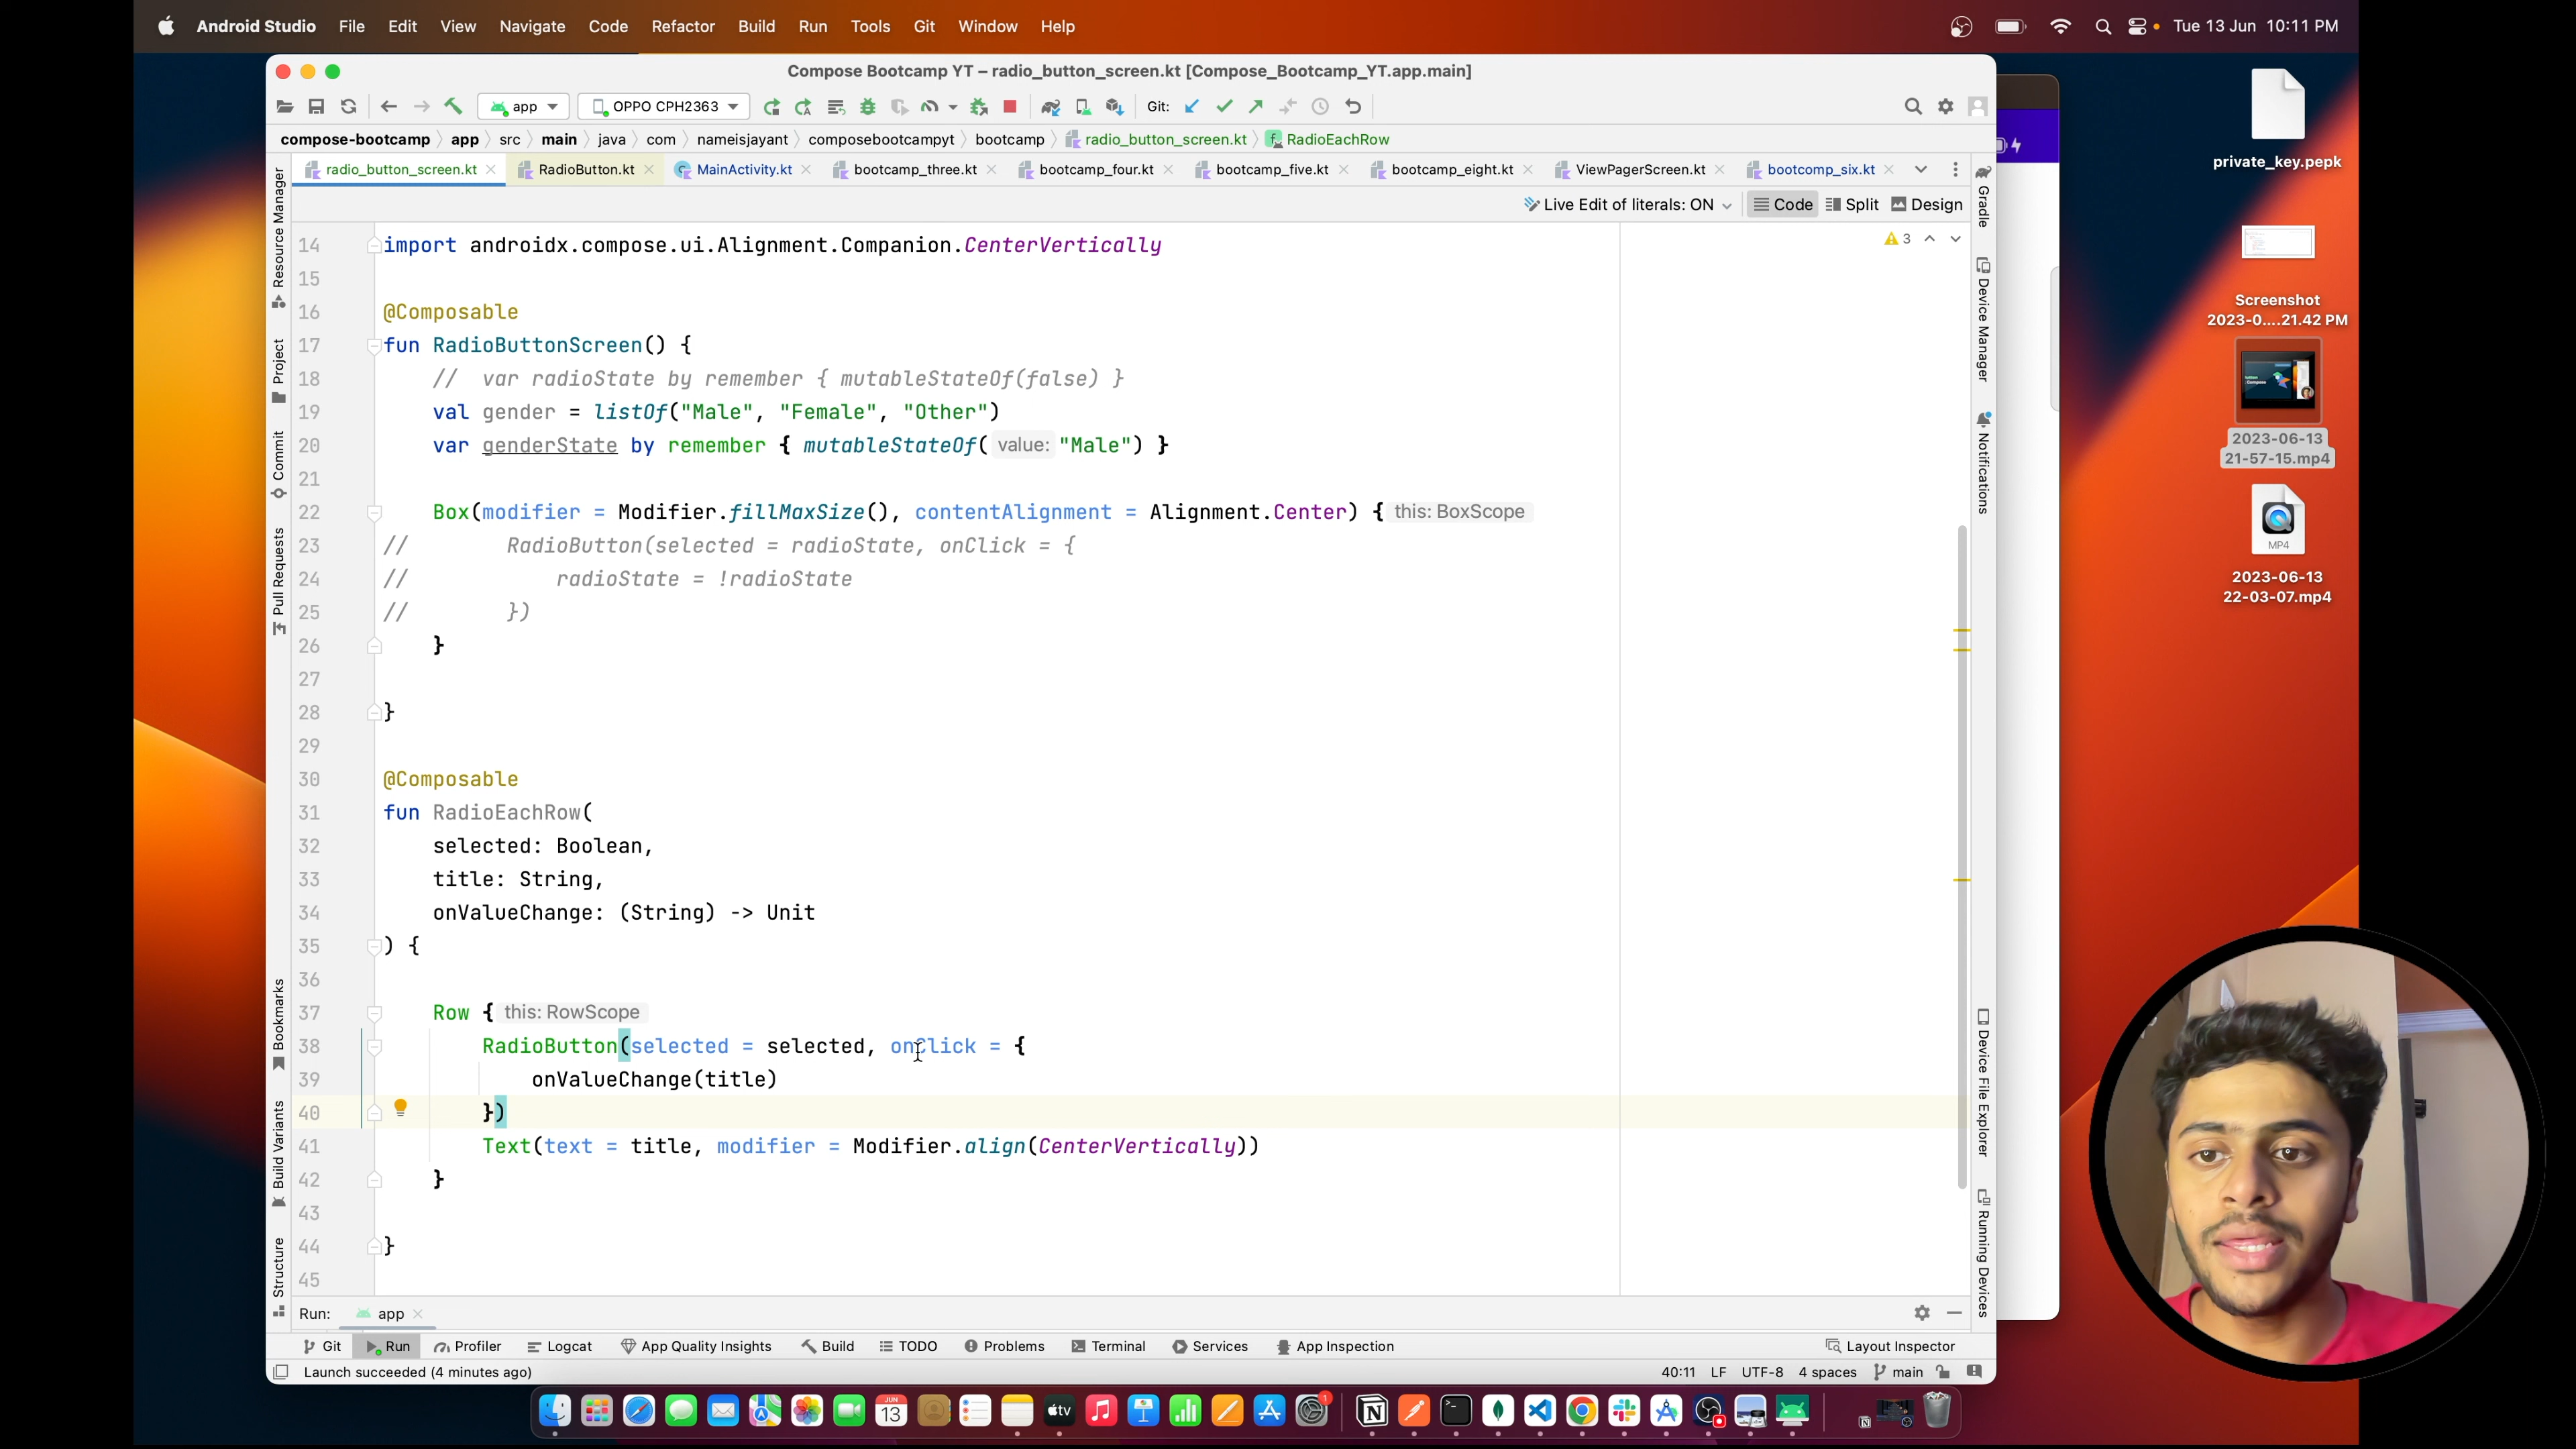 Android Studio File Edit View Navigate Code Refactor Build Run Tools Git Window Help Tue 13 Jun 10:11 PM
Compose Bootcamp YT – radio_button_screen.kt [Compose_Bootcamp_YT.app.main]
app OPPO CPH2363 Git:
compose-bootcamp app src main java com nameisjayant composebootcampyt bootcamp radio_button_screen.kt RadioEachRow
radio_button_screen.kt RadioButton.kt MainActivity.kt bootcamp_three.kt bootcamp_four.kt bootcamp_five.kt bootcamp_eight.kt ViewPagerScreen.kt bootcomp_six.kt
Live Edit of literals: ON Code Split Design
3
14 import androidx.compose.ui.Alignment.Companion.CenterVertically
15
16 @Composable
17 fun RadioButtonScreen() {
18 // var radioState by remember { mutableStateOf(false) }
19 val gender = listOf("Male", "Female", "Other")
20 var genderState by remember { mutableStateOf( value: "Male") }
21
22 Box(modifier = Modifier.fillMaxSize(), contentAlignment = Alignment.Center) { this: BoxScope
23 // RadioButton(selected = radioState, onClick = {
24 // radioState = !radioState
25 // })
26 }
27
28 }
29
30 @Composable
31 fun RadioEachRow(
32 selected: Boolean,
33 title: String,
34 onValueChange: (String) -> Unit
35 ) {
36
37 Row { this: RowScope
38 RadioButton(selected = selected, onClick = {
39 onValueChange(title)
40 })
41 Text(text = title, modifier = Modifier.align(CenterVertically))
42 }
43
44 }
45
Resource Manager
Project
Commit
Pull Requests
Bookmarks
Build Variants
Structure
Gradle
Device Manager
Notifications
Device File Explorer
Running Devices
Run: app
Git Run Profiler Logcat App Quality Insights Build TODO Problems Terminal Services App Inspection Layout Inspector
Launch succeeded (4 minutes ago) 40:11 LF UTF-8 4 spaces main
private_key.pepk
Screenshot
2023-0....21.42 PM
2023-06-13
21-57-15.mp4
MP4
2023-06-13
22-03-07.mp4
JUN
13
tv
1